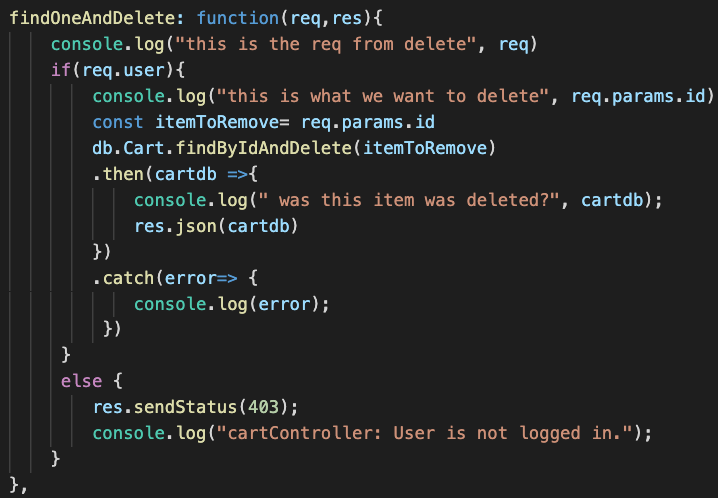 findOneAndDelete: function(req,res){
console.log("this is the req from delete", req)
if(req.user){
console.log("this is what we want to delete", req.params.id)
const itemToRemove= req.params.id
db.Cart.findByIdAndDelete(itemToRemove)
.then(cartdb =>{
console.log(" was this item was deleted?", cartdb);
res.json(cartdb)
})
.catch(error=> {
console.log(error);
})
}
else {
res.sendStatus(403);
console.log("cartController: User is not logged in.");
}
},